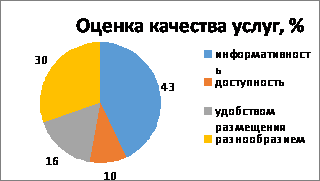 Оценка качества услуг, %
30
43
16
10
информативност
ь
доступность
удобством
размещения
разнообразием